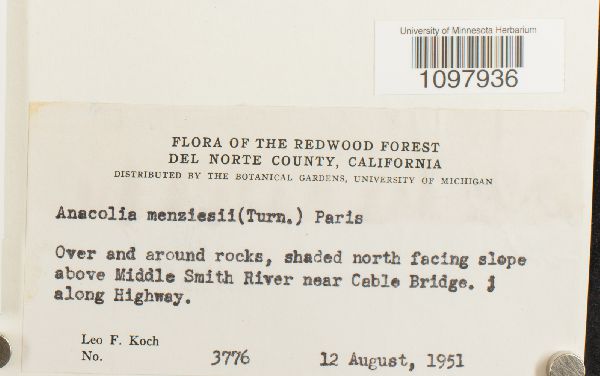 University of Minnesota Herbarium
1097936
FLORA OF THE REDWOOD FOREST
DEL NORTE COUNTY, CALIFORNIA
DISTRIBUTED BY THE BOTANICAL GARDENS, UNIVERSITY OF MICHIGAN
Anacolia menziesii(Turn.) Paris
Over and around rocks, shaded north facing slope
above Middle Smith River near Cable Bridge.
along Highway.
Leo F. Koch
No. 3776 12 August, 1951